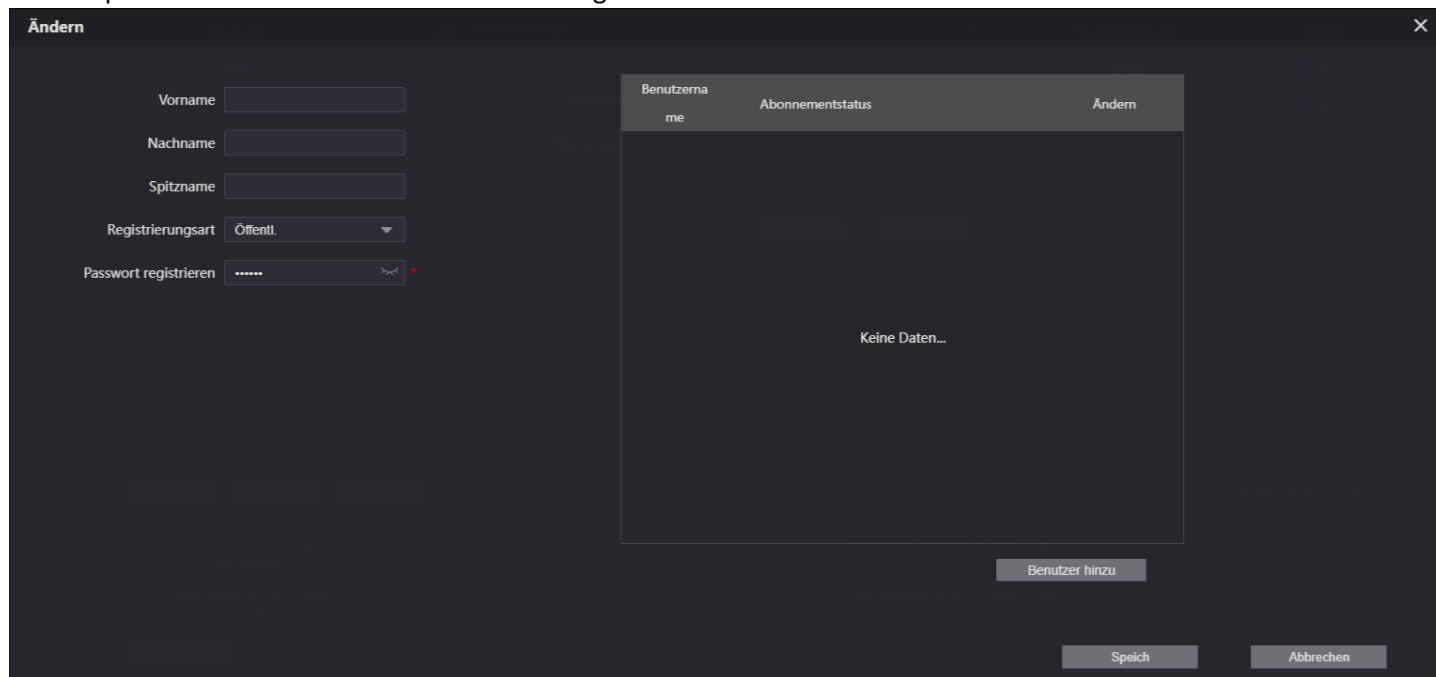 Ändern
Vorname
Nachname
Spitzname
Registrierungsart Öffentl.
Passwort registrieren •••••• *
Benutzerna
me
Abonnementstatus
Ändern
Keine Daten...
Benutzer hinzu
Speich
Abbrechen